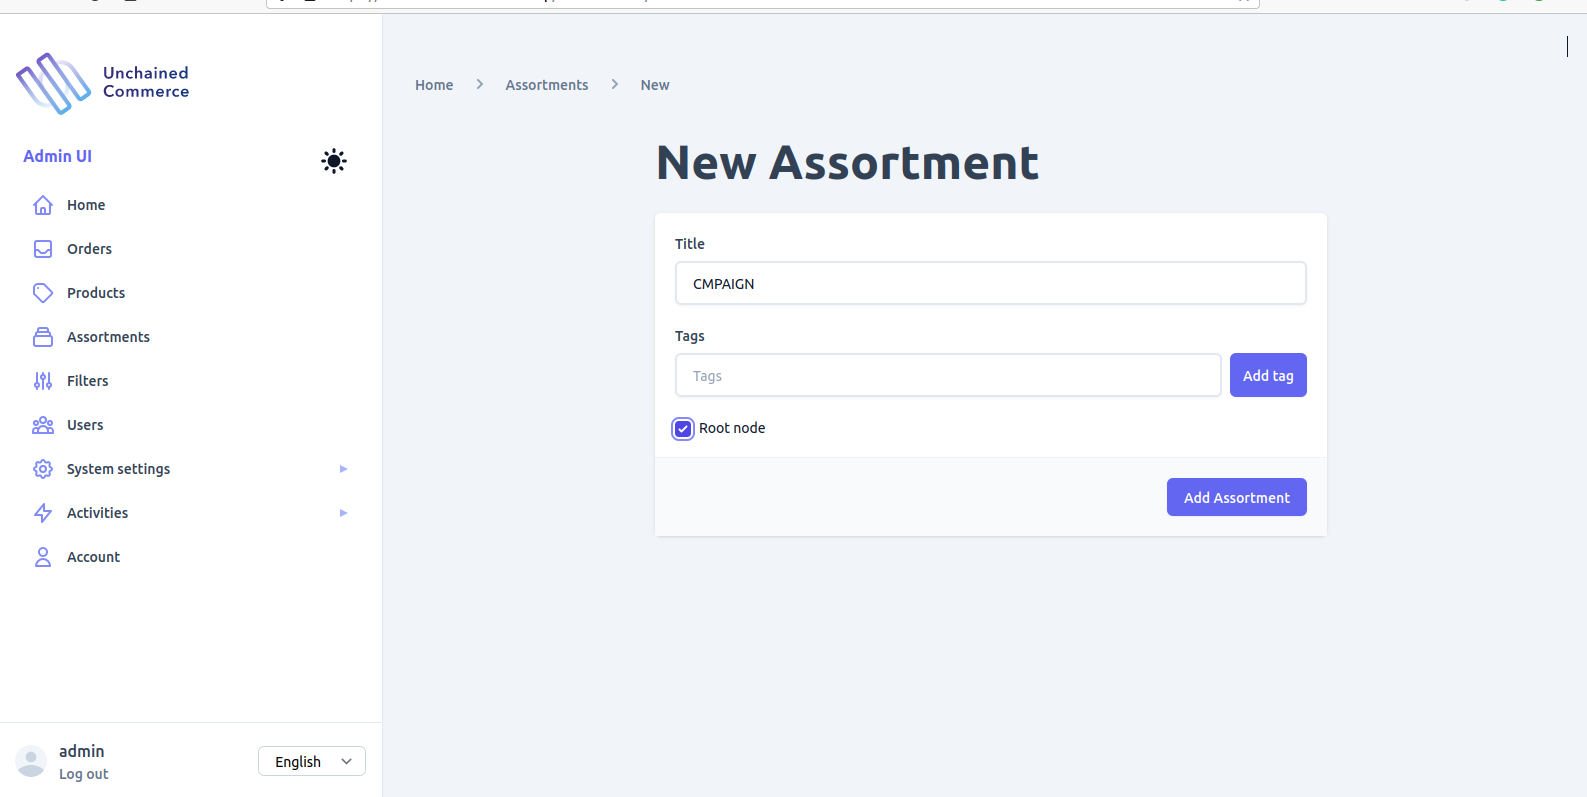 Unchained
Commerce
Admin UI
Home
Orders
Products
Assortments
Filters
Users
System settings
Activities
Account
admin
Log out
English
Home
Assortments
New
New Assortment
Title
CMPAIGN
Tags
Tags
Add tag
Root node
Add Assortment